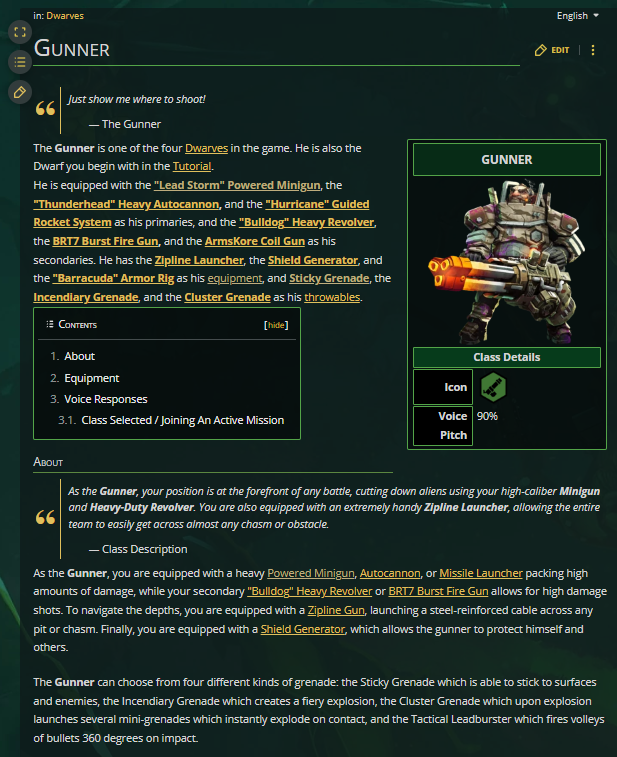 in: Dwarves
English
GUNNER
EDIT
Just show me where to shoot!
— The Gunner
The Gunner is one of the four Dwarves in the game. He is also the
Dwarf you begin with in the Tutorial.
He is equipped with the "Lead Storm" Powered Minigun, the
"Thunderhead" Heavy Autocannon, and the "Hurricane" Guided
Rocket System as his primaries, and the "Bulldog" Heavy Revolver,
the BRT7 Burst Fire Gun, and the ArmsKore Coil Gun as his
secondaries. He has the Zipline Launcher, the Shield Generator, and
the "Barracuda" Armor Rig as his equipment, and Sticky Grenade, the
Incendiary Grenade, and the Cluster Grenade as his throwables.
GUNNER
Class Details
Icon
Voice Pitch
90%
CONTENTS
[hide]
1. About
2. Equipment
3. Voice Responses
3.1. Class Selected / Joining An Active Mission
ABOUT
As the Gunner, your position is at the forefront of any battle, cutting down aliens using your high-caliber Minigun
and Heavy-Duty Revolver. You are also equipped with an extremely handy Zipline Launcher, allowing the entire
team to easily get across almost any chasm or obstacle.
— Class Description
As the Gunner, you are equipped with a heavy Powered Minigun, Autocannon, or Missile Launcher packing high
amounts of damage, while your secondary "Bulldog" Heavy Revolver or BRT7 Burst Fire Gun allows for high damage
shots. To navigate the depths, you are equipped with a Zipline Gun, launching a steel-reinforced cable across any
pit or chasm. Finally, you are equipped with a Shield Generator, which allows the gunner to protect himself and
others.
The Gunner can choose from four different kinds of grenade: the Sticky Grenade which is able to stick to surfaces
and enemies, the Incendiary Grenade which creates a fiery explosion, the Cluster Grenade which upon explosion
launches several mini-grenades which instantly explode on contact, and the Tactical Leadburster which fires volleys
of bullets 360 degrees on impact.